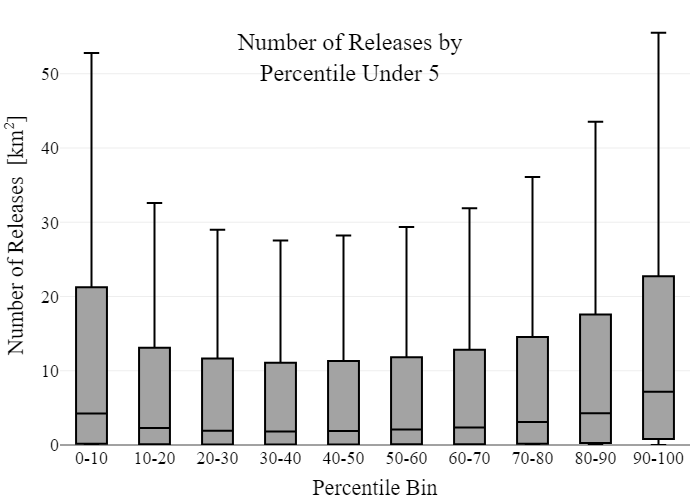 Number of Releases by
Percentile Under 5
Number of Releases [km²]
50
40
30
20
10
0
0-10 10-20 20-30 30-40 40-50 50-60 60-70 70-80 80-90 90-100
Percentile Bin